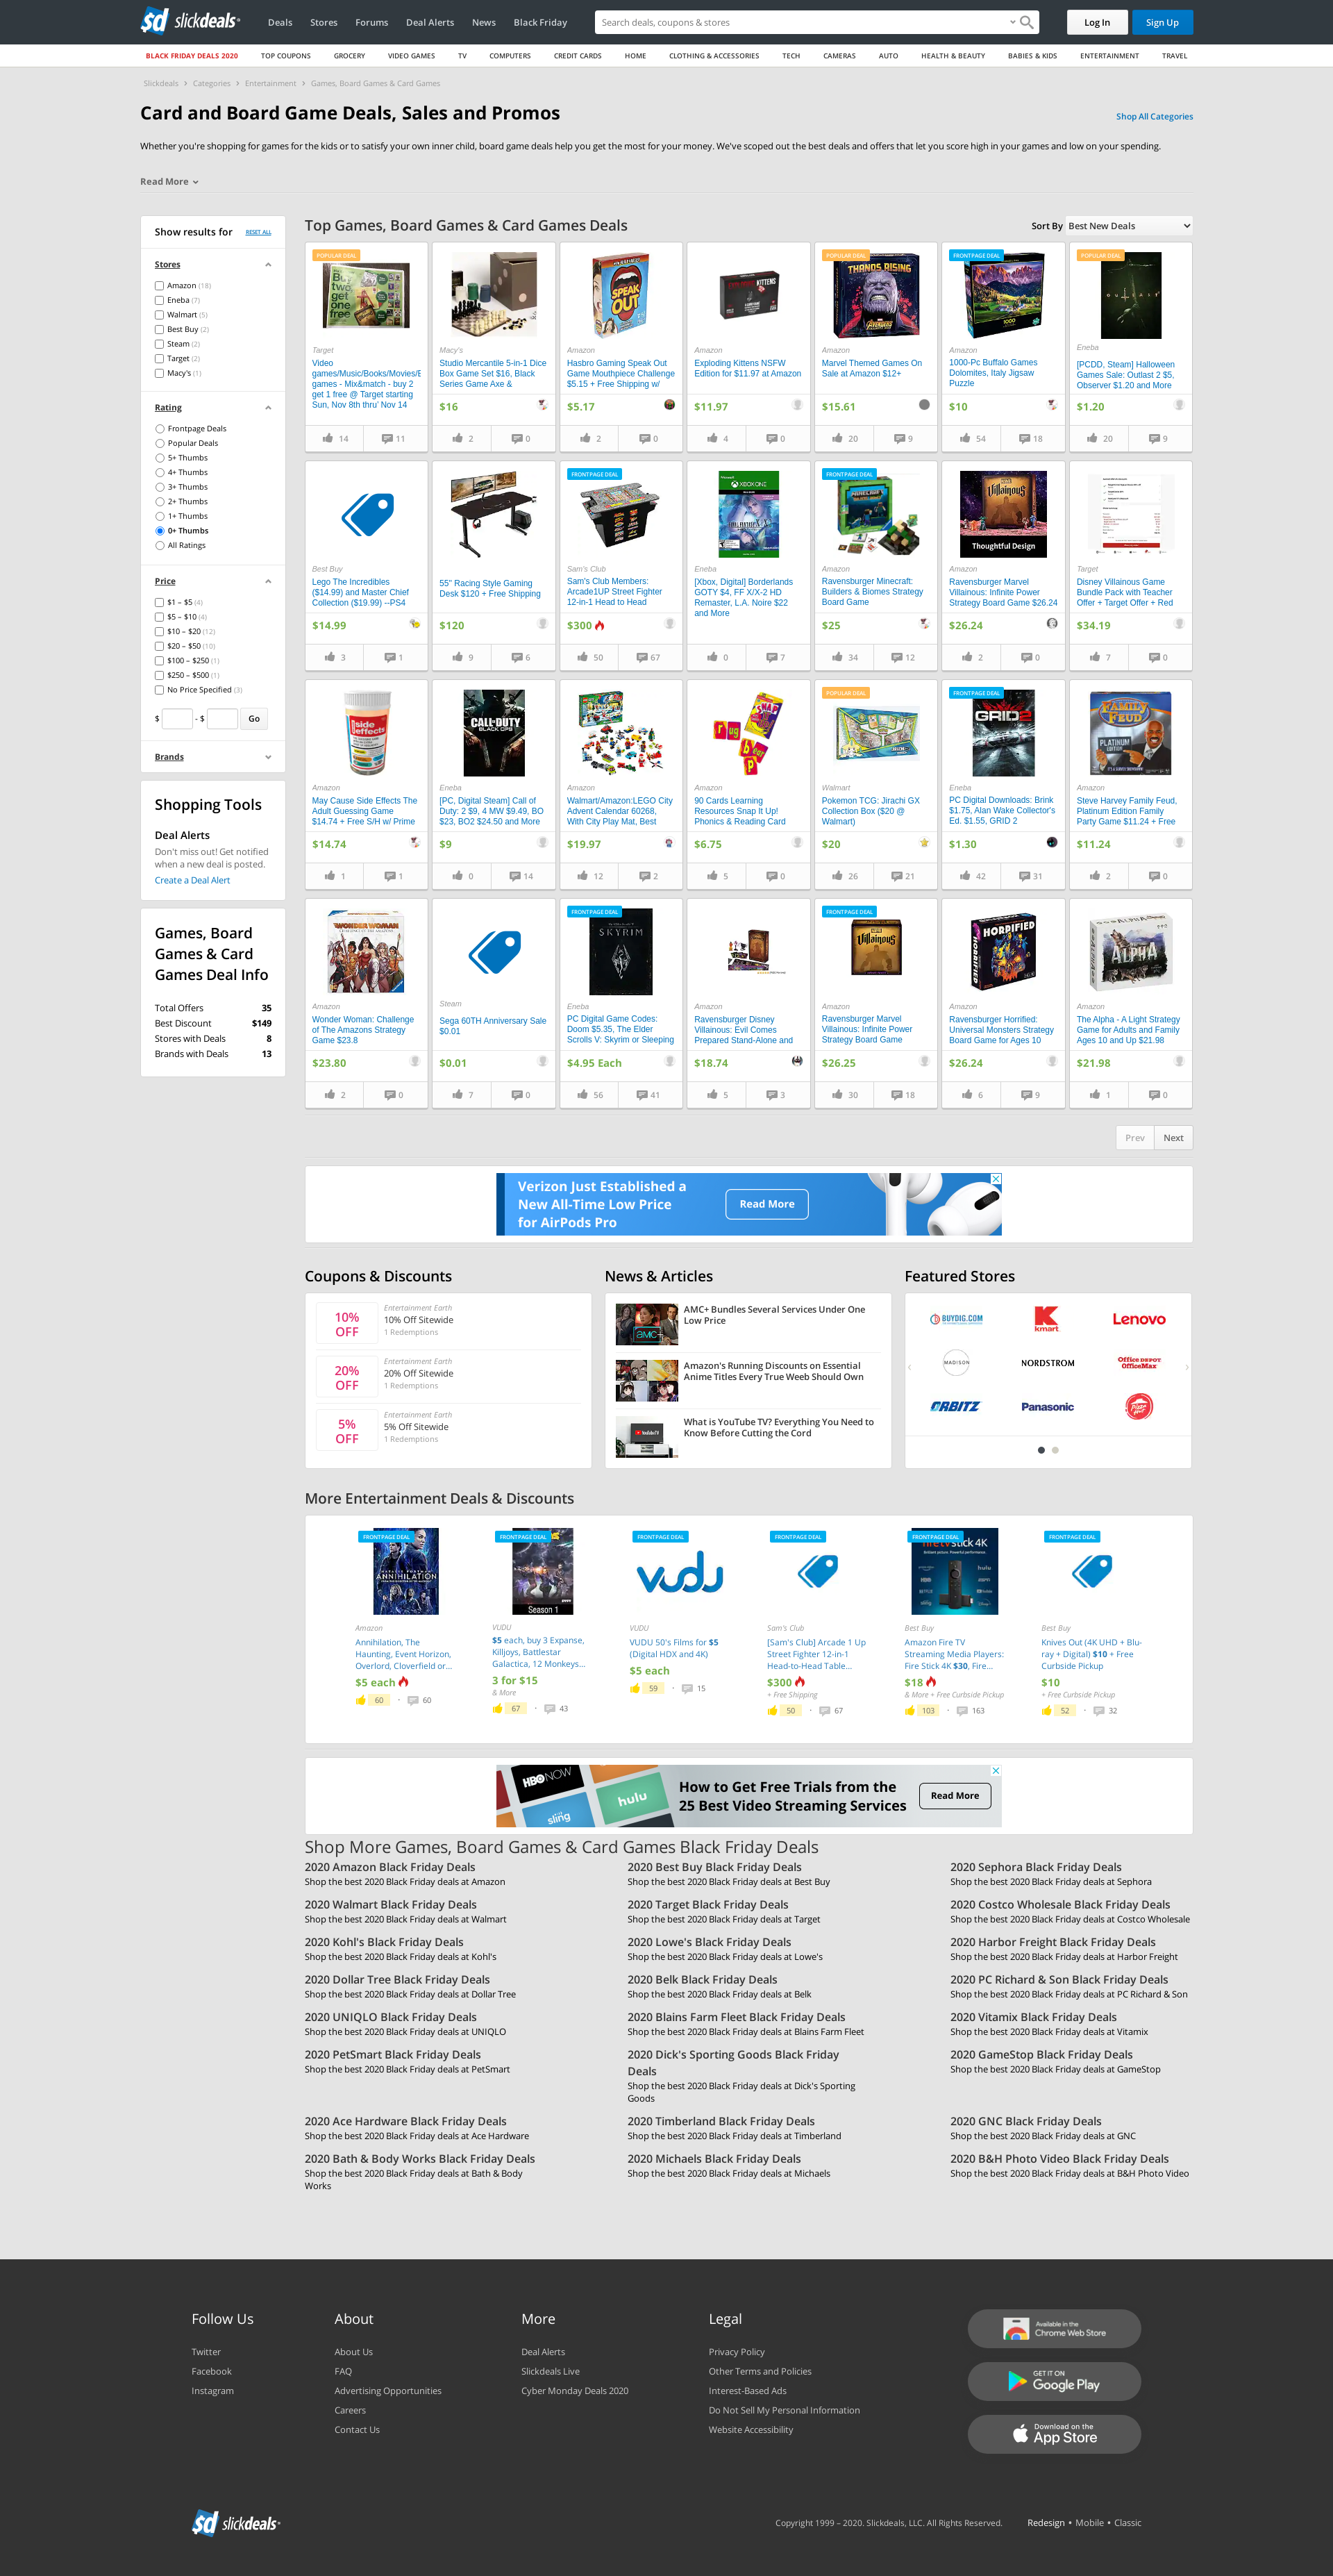 slickdeals
Deals Stores Forums Deal Alerts News Black Friday
Search deals, coupons & stores
Log In Sign Up
BLACK FRIDAY DEALS 2020 TOP COUPONS GROCERY VIDEO GAMES TV COMPUTERS CREDIT CARDS HOME CLOTHING & ACCESSORIES TECH CAMERAS AUTO HEALTH & BEAUTY BABIES & KIDS ENTERTAINMENT TRAVEL
Slickdeals > Categories > Entertainment > Games, Board Games & Card Games
Card and Board Game Deals, Sales and Promos
Shop All Categories
Whether you're shopping for games for the kids or to satisfy your own inner child, board game deals help you get the most for your money. We've scoped out the best deals and offers that let you score high in your games and low on your spending.
Read More
Show results for RESET ALL
Stores
Amazon (18)
Eneba (7)
Walmart (5)
Best Buy (2)
Steam (2)
Target (2)
Macy's (1)
Rating
Frontpage Deals
Popular Deals
5+ Thumbs
4+ Thumbs
3+ Thumbs
2+ Thumbs
1+ Thumbs
0+ Thumbs
All Ratings
Price
$1 – $5 (4)
$5 – $10 (4)
$10 – $20 (12)
$20 – $50 (10)
$100 – $250 (1)
$250 – $500 (1)
No Price Specified (3)
$ - $ Go
Brands
Shopping Tools
Deal Alerts
Don't miss out! Get notified
when a new deal is posted.
Create a Deal Alert
Games, Board
Games & Card
Games Deal Info
Total Offers 35
Best Discount $149
Stores with Deals 8
Brands with Deals 13
Top Games, Board Games & Card Games Deals
Sort By Best New Deals
POPULAR DEAL
Target
Video
games/Music/Books/Movies/E
games - Mix&match - buy 2
get 1 free @ Target starting
Sun, Nov 8th thru' Nov 14
14 11
Macy's
Studio Mercantile 5-in-1 Dice
Box Game Set $16, Black
Series Game Axe &
$16
2 0
SPEAK OUT
Amazon
Hasbro Gaming Speak Out
Game Mouthpiece Challenge
$5.17 + Free Shipping w/
$5.17
2 0
KITTENS
Amazon
Exploding Kittens NSFW
Edition for $11.97 at Amazon
$11.97
4 0
POPULAR DEAL
THANOS RISING
Amazon
Marvel Themed Games On
Sale at Amazon $12+
$15.61
20 9
FRONTPAGE DEAL
Amazon
1000-Pc Buffalo Games
Dolomites, Italy Jigsaw
Puzzle
$10
54 18
POPULAR DEAL
OUTLAST
Eneba
[PCDD, Steam] Halloween
Games Sale: Outlast 2 $5,
Observer $1.20 and More
$1.20
20 9
Best Buy
Lego The Incredibles
($14.99) and Master Chief
Collection ($19.99) --PS4
$14.99
3 1
55" Racing Style Gaming
Desk $120 + Free Shipping
$120
9 6
FRONTPAGE DEAL
Sam's Club
Sam's Club Members:
Arcade1UP Street Fighter
12-in-1 Head to Head
$300
50 67
XBOX ONE
Eneba
[Xbox, Digital] Borderlands
GOTY $4, FF X/X-2 HD
Remaster, L.A. Noire $22
and More
0 7
FRONTPAGE DEAL
MINECRAFT
Amazon
Ravensburger Minecraft:
Builders & Biomes Strategy
Board Game
$25
34 12
Villainous
Thoughtful Design
Amazon
Ravensburger Marvel
Villainous: Infinite Power
Strategy Board Game $26.24
$26.24
2 0
Target
Disney Villainous Game
Bundle Pack with Teacher
Offer + Target Offer + Red
$34.19
7 0
side effects
Amazon
May Cause Side Effects The
Adult Guessing Game
$14.74 + Free S/H w/ Prime
$14.74
1 1
CALL OF DUTY
BLACK OPS
Eneba
[PC, Digital Steam] Call of
Duty: 2 $9, 4 MW $9.49, BO
$23, BO2 $24.50 and More
$9
0 14
Amazon
Walmart/Amazon:LEGO City
Advent Calendar 60268,
With City Play Mat, Best
$19.97
12 2
Amazon
90 Cards Learning
Resources Snap It Up!
Phonics & Reading Card
$6.75
5 0
POPULAR DEAL
Walmart
Pokemon TCG: Jirachi GX
Collection Box ($20 @
Walmart)
$20
26 21
FRONTPAGE DEAL
GRID 2
Eneba
PC Digital Downloads: Brink
$1.75, Alan Wake Collector's
Ed. $1.55, GRID 2
$1.30
42 31
FAMILY FEUD
PLATINUM EDITION
Amazon
Steve Harvey Family Feud,
Platinum Edition Family
Party Game $11.24 + Free
$11.24
2 0
WONDER WOMAN
Amazon
Wonder Woman: Challenge
of The Amazons Strategy
Game $23.8
$23.80
2 0
Steam
Sega 60TH Anniversary Sale
$0.01
$0.01
7 0
FRONTPAGE DEAL
SKYRIM
Eneba
PC Digital Game Codes:
Doom $5.35, The Elder
Scrolls V: Skyrim or Sleeping
$4.95 Each
56 41
Amazon
Ravensburger Disney
Villainous: Evil Comes
Prepared Stand-Alone and
$18.74
5 3
FRONTPAGE DEAL
Villainous
Amazon
Ravensburger Marvel
Villainous: Infinite Power
Strategy Board Game
$26.25
30 18
HORRIFIED
Amazon
Ravensburger Horrified:
Universal Monsters Strategy
Board Game for Ages 10
$26.24
6 9
ALPHA
Amazon
The Alpha - A Light Strategy
Game for Adults and Family
Ages 10 and Up $21.98
$21.98
1 0
Prev Next
Verizon Just Established a
New All-Time Low Price
for AirPods Pro
Read More
Coupons & Discounts
10% OFF
Entertainment Earth
10% Off Sitewide
1 Redemptions
20% OFF
Entertainment Earth
20% Off Sitewide
1 Redemptions
5% OFF
Entertainment Earth
5% Off Sitewide
1 Redemptions
News & Articles
AMC+
AMC+ Bundles Several Services Under One
Low Price
Amazon's Running Discounts on Essential
Anime Titles Every True Weeb Should Own
YouTubeTV
What is YouTube TV? Everything You Need to
Know Before Cutting the Cord
Featured Stores
BUYDIG.COM Kmart Lenovo
MADISON NORDSTROM Office DEPOT OfficeMax
ORBITZ Panasonic Pizza Hut
More Entertainment Deals & Discounts
FRONTPAGE DEAL
ANNIHILATION
Amazon
Annihilation, The
Haunting, Event Horizon,
Overlord, Cloverfield or...
$5 each
60 60
FRONTPAGE DEAL
Season 1
VUDU
$5 each, buy 3 Expanse,
Killjoys, Battlestar
Galactica, 12 Monkeys...
3 for $15
& More
67 43
FRONTPAGE DEAL
vudu
VUDU
VUDU 50's Films for $5
(Digital HDX and 4K)
$5 each
59 15
FRONTPAGE DEAL
Sam's Club
[Sam's Club] Arcade 1 Up
Street Fighter 12-in-1
Head-to-Head Table...
$300
+ Free Shipping
50 67
FRONTPAGE DEAL
firetvstick 4K
Best Buy
Amazon Fire TV
Streaming Media Players:
Fire Stick 4K $30, Fire...
$18
& More + Free Curbside Pickup
103 163
FRONTPAGE DEAL
Best Buy
Knives Out (4K UHD + Blu-
ray + Digital) $10 + Free
Curbside Pickup
$10
+ Free Curbside Pickup
52 32
HBO NOW
sling
hulu
How to Get Free Trials from the
25 Best Video Streaming Services
Read More
Shop More Games, Board Games & Card Games Black Friday Deals
2020 Amazon Black Friday Deals
Shop the best 2020 Black Friday deals at Amazon
2020 Best Buy Black Friday Deals
Shop the best 2020 Black Friday deals at Best Buy
2020 Sephora Black Friday Deals
Shop the best 2020 Black Friday deals at Sephora
2020 Walmart Black Friday Deals
Shop the best 2020 Black Friday deals at Walmart
2020 Target Black Friday Deals
Shop the best 2020 Black Friday deals at Target
2020 Costco Wholesale Black Friday Deals
Shop the best 2020 Black Friday deals at Costco Wholesale
2020 Kohl's Black Friday Deals
Shop the best 2020 Black Friday deals at Kohl's
2020 Lowe's Black Friday Deals
Shop the best 2020 Black Friday deals at Lowe's
2020 Harbor Freight Black Friday Deals
Shop the best 2020 Black Friday deals at Harbor Freight
2020 Dollar Tree Black Friday Deals
Shop the best 2020 Black Friday deals at Dollar Tree
2020 Belk Black Friday Deals
Shop the best 2020 Black Friday deals at Belk
2020 PC Richard & Son Black Friday Deals
Shop the best 2020 Black Friday deals at PC Richard & Son
2020 UNIQLO Black Friday Deals
Shop the best 2020 Black Friday deals at UNIQLO
2020 Blains Farm Fleet Black Friday Deals
Shop the best 2020 Black Friday deals at Blains Farm Fleet
2020 Vitamix Black Friday Deals
Shop the best 2020 Black Friday deals at Vitamix
2020 PetSmart Black Friday Deals
Shop the best 2020 Black Friday deals at PetSmart
2020 Dick's Sporting Goods Black Friday
Deals
Shop the best 2020 Black Friday deals at Dick's Sporting
Goods
2020 GameStop Black Friday Deals
Shop the best 2020 Black Friday deals at GameStop
2020 Ace Hardware Black Friday Deals
Shop the best 2020 Black Friday deals at Ace Hardware
2020 Timberland Black Friday Deals
Shop the best 2020 Black Friday deals at Timberland
2020 GNC Black Friday Deals
Shop the best 2020 Black Friday deals at GNC
2020 Bath & Body Works Black Friday Deals
Shop the best 2020 Black Friday deals at Bath & Body
Works
2020 Michaels Black Friday Deals
Shop the best 2020 Black Friday deals at Michaels
2020 B&H Photo Video Black Friday Deals
Shop the best 2020 Black Friday deals at B&H Photo Video
Follow Us
Twitter
Facebook
Instagram
About
About Us
FAQ
Advertising Opportunities
Careers
Contact Us
More
Deal Alerts
Slickdeals Live
Cyber Monday Deals 2020
Legal
Privacy Policy
Other Terms and Policies
Interest-Based Ads
Do Not Sell My Personal Information
Website Accessibility
Available in the
Chrome Web Store
GET IT ON
Google Play
Download on the
App Store
slickdeals
Copyright 1999 – 2020. Slickdeals, LLC. All Rights Reserved.
Redesign • Mobile • Classic